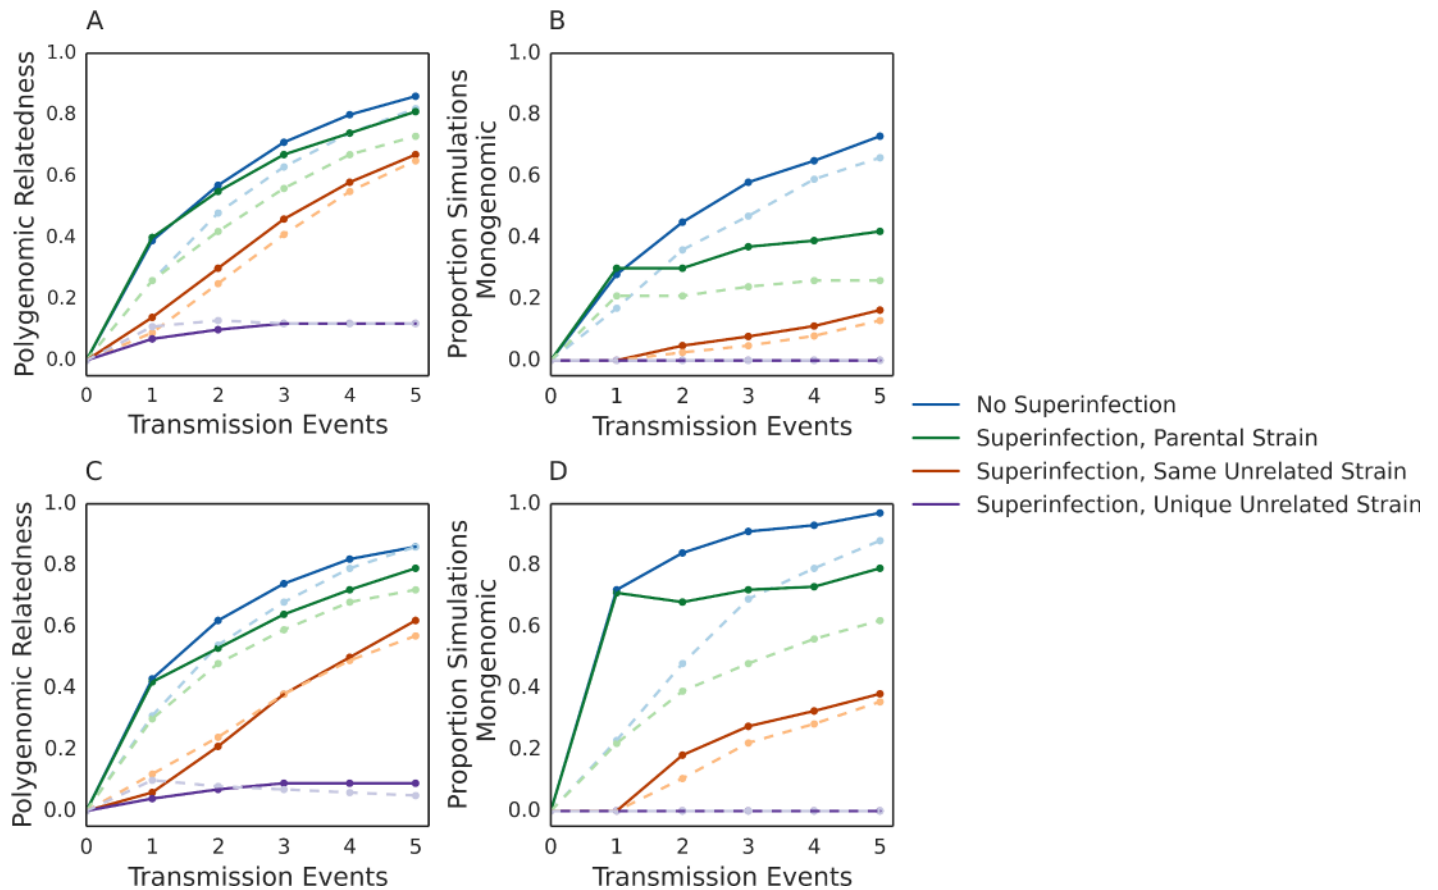 A
Polygenomic Relatedness
1.0
0.8
0.6
0.4
0.2
0.0
0 1 2 3 4 5
Transmission Events
B
Proportion Simulations
Monogenomic
1.0
0.8
0.6
0.4
0.2
0.0
0 1 2 3 4 5
Transmission Events
No Superinfection
Superinfection, Parental Strain
Superinfection, Same Unrelated Strain
Superinfection, Unique Unrelated Strain
C
Polygenomic Relatedness
1.0
0.8
0.6
0.4
0.2
0.0
0 1 2 3 4 5
Transmission Events
D
Proportion Simulations
Mongenomic
1.0
0.8
0.6
0.4
0.2
0.0
0 1 2 3 4 5
Transmission Events